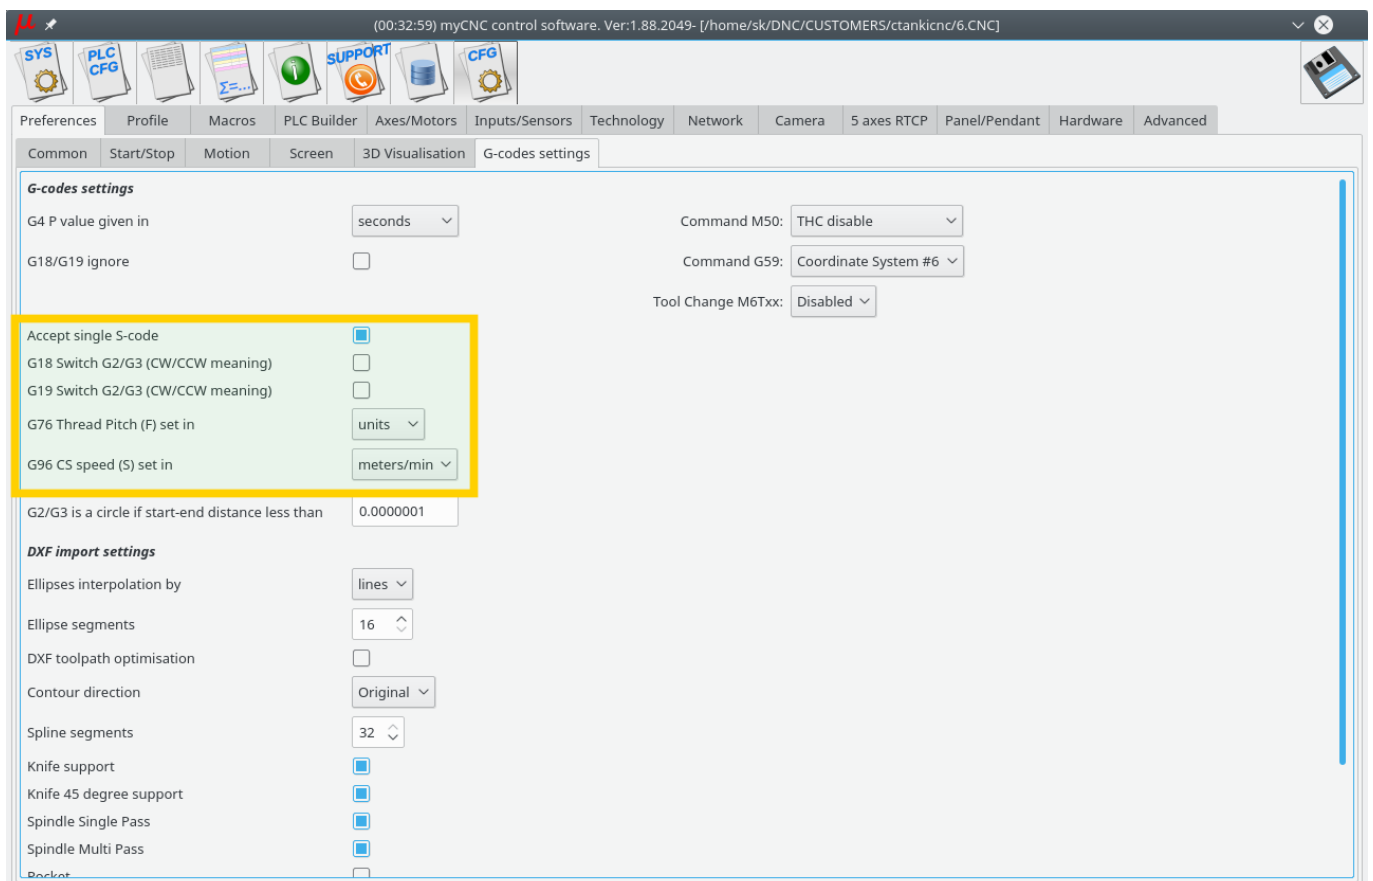 μ
(00:32:59) myCNC control software. Ver:1.88.2049- [/home/sk/DNC/CUSTOMERS/ctankicnc/6.CNC]
SYS PLC CFG Σ=... i SUPPORT CFG
Preferences Profile Macros PLC Builder Axes/Motors Inputs/Sensors Technology Network Camera 5 axes RTCP Panel/Pendant Hardware Advanced
Common Start/Stop Motion Screen 3D Visualisation G-codes settings
G-codes settings
G4 P value given in seconds Command M50: THC disable
G18/G19 ignore Command G59: Coordinate System #6
Tool Change M6Txx: Disabled
Accept single S-code
G18 Switch G2/G3 (CW/CCW meaning)
G19 Switch G2/G3 (CW/CCW meaning)
G76 Thread Pitch (F) set in units
G96 CS speed (S) set in meters/min
G2/G3 is a circle if start-end distance less than 0.0000001
DXF import settings
Ellipses interpolation by lines
Ellipse segments 16
DXF toolpath optimisation
Contour direction Original
Spline segments 32
Knife support
Knife 45 degree support
Spindle Single Pass
Spindle Multi Pass
Pocket